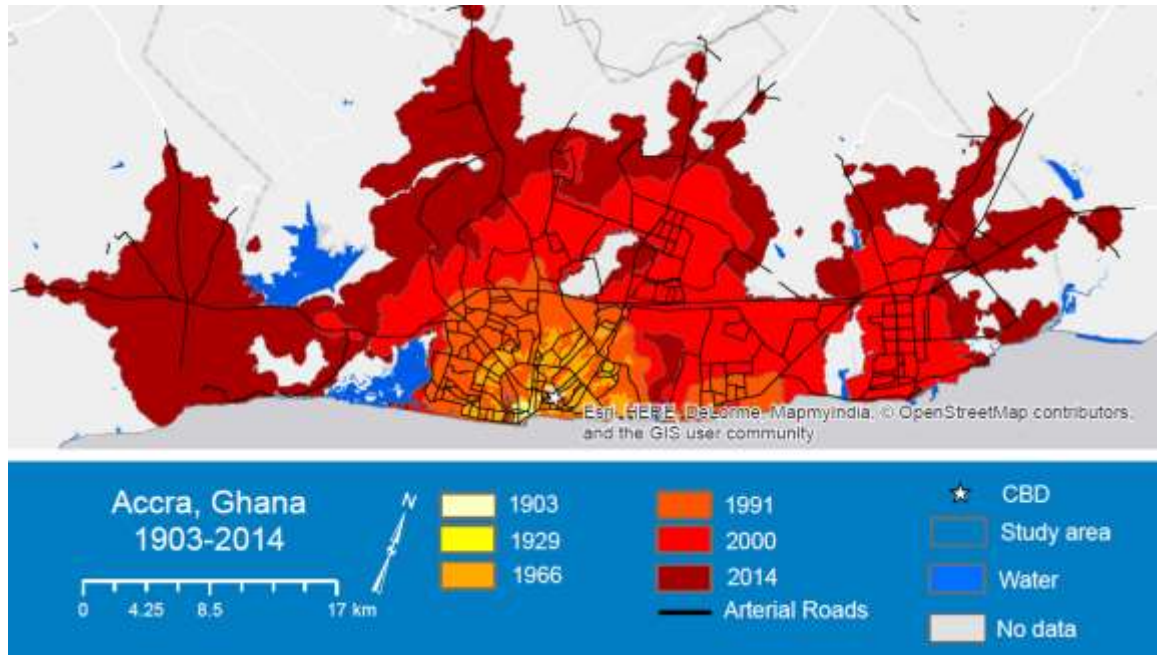 Esri, HERE, DeLorme, MapmyIndia, © OpenStreetMap contributors,
and the GIS user community
Accra, Ghana
1903-2014
N
0 4.25 8.5 17 km
1903
1929
1966
1991
2000
2014
Arterial Roads
CBD
Study area
Water
No data